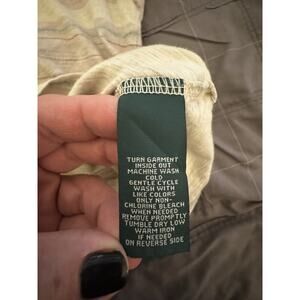 TURN GARMENT
INSIDE OUT
MACHINE WASH
COLD
GENTLE CYCLE
WASH WITH
LIKE COLORS
ONLY NON-
CHLORINE BLEACH
WHEN NEEDED
REMOVE PROMPTLY
TUMBLE DRY LOW
WARM IRON
IF NEEDED
ON REVERSE SIDE